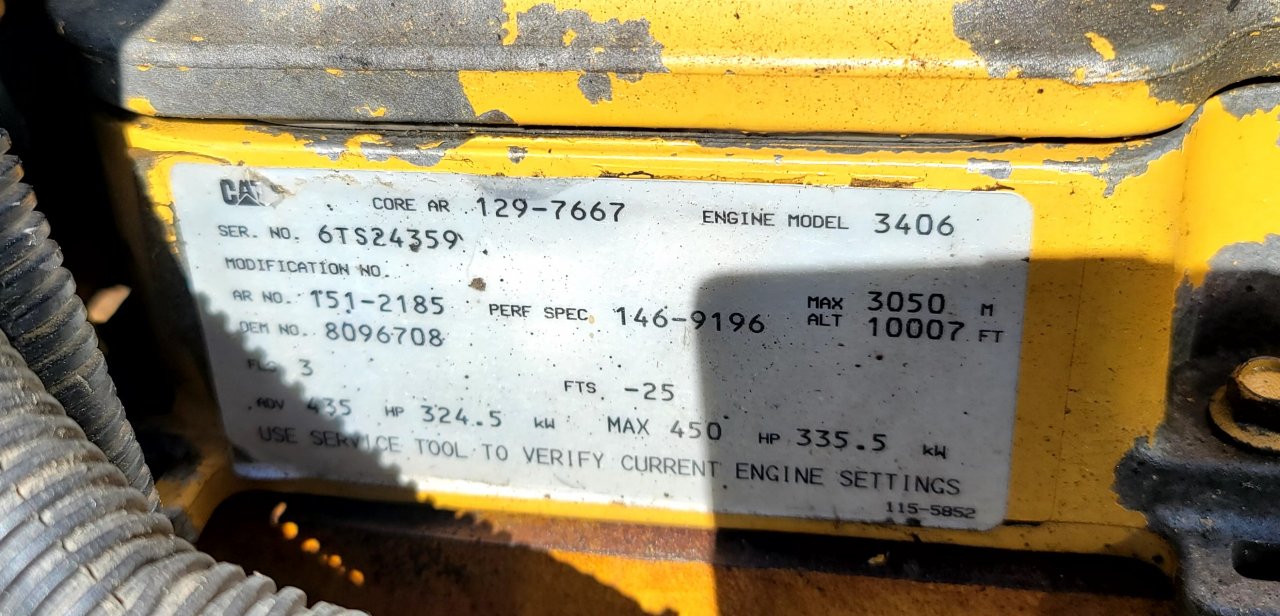 CAT
CORE AR 129-7667 ENGINE MODEL 3406
SER. NO. 6TS24359
MODIFICATION NO.
AR NO. 151-2185 PERF SPEC 146-9196 MAX ALT 3050 M 10007 FT
OEM NO. 8096708
FLS 3 FTS -25
ADV 435 HP 324.5 kW MAX 450 HP 335.5 kW
USE SERVICE TOOL TO VERIFY CURRENT ENGINE SETTINGS
115-5852